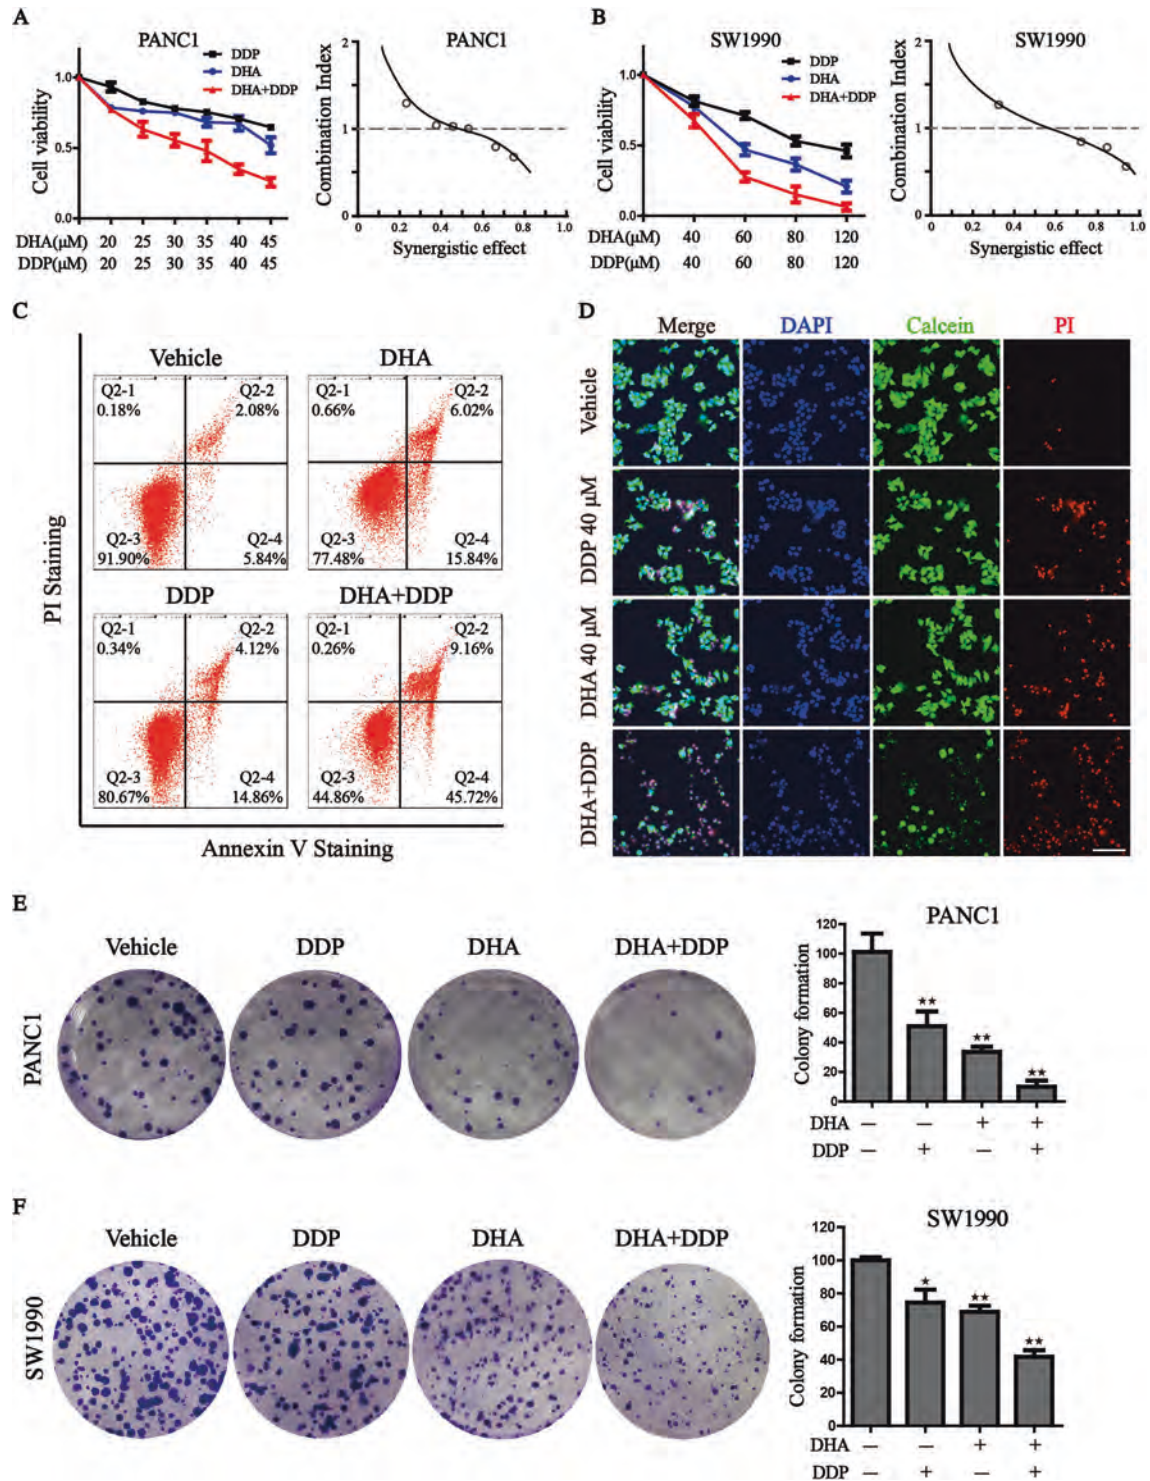 A
PANC1
DDP
DHA
DHA+DDP
Cell viability
1.0
0.5
0.0
DHA(μM) 20 25 30 35 40 45
DDP(μM) 20 25 30 35 40 45
PANC1
Combination Index
2
1
0
0 0.2 0.4 0.6 0.8 1.0
Synergistic effect
B
SW1990
DDP
DHA
DHA+DDP
Cell viability
1.0
0.5
0.0
DHA(μM) 40 60 80 120
DDP(μM) 40 60 80 120
SW1990
Combination Index
2
1
0
0 0.2 0.4 0.6 0.8 1.0
Synergistic effect
C
PI Staining
Vehicle
Q2-1 Q2-2
0.18% 2.08%
Q2-3 Q2-4
91.90% 5.84%
DHA
Q2-1 Q2-2
0.66% 6.02%
Q2-3 Q2-4
77.48% 15.84%
DDP
Q2-1 Q2-2
0.34% 4.12%
Q2-3 Q2-4
80.67% 14.86%
DHA+DDP
Q2-1 Q2-2
0.26% 9.16%
Q2-3 Q2-4
44.86% 45.72%
Annexin V Staining
D
Merge DAPI Calcein PI
Vehicle
DDP 40 μM
DHA 40 μM
DHA+DDP
E
Vehicle DDP DHA DHA+DDP
PANC1
PANC1
Colony formation
120
100
80
60
40
20
0
★★ ★★ ★★
DHA − − + +
DDP − + − +
F
Vehicle DDP DHA DHA+DDP
SW1990
SW1990
Colony formation
120
100
80
60
40
20
0
★ ★★ ★★
DHA − − + +
DDP − + − +